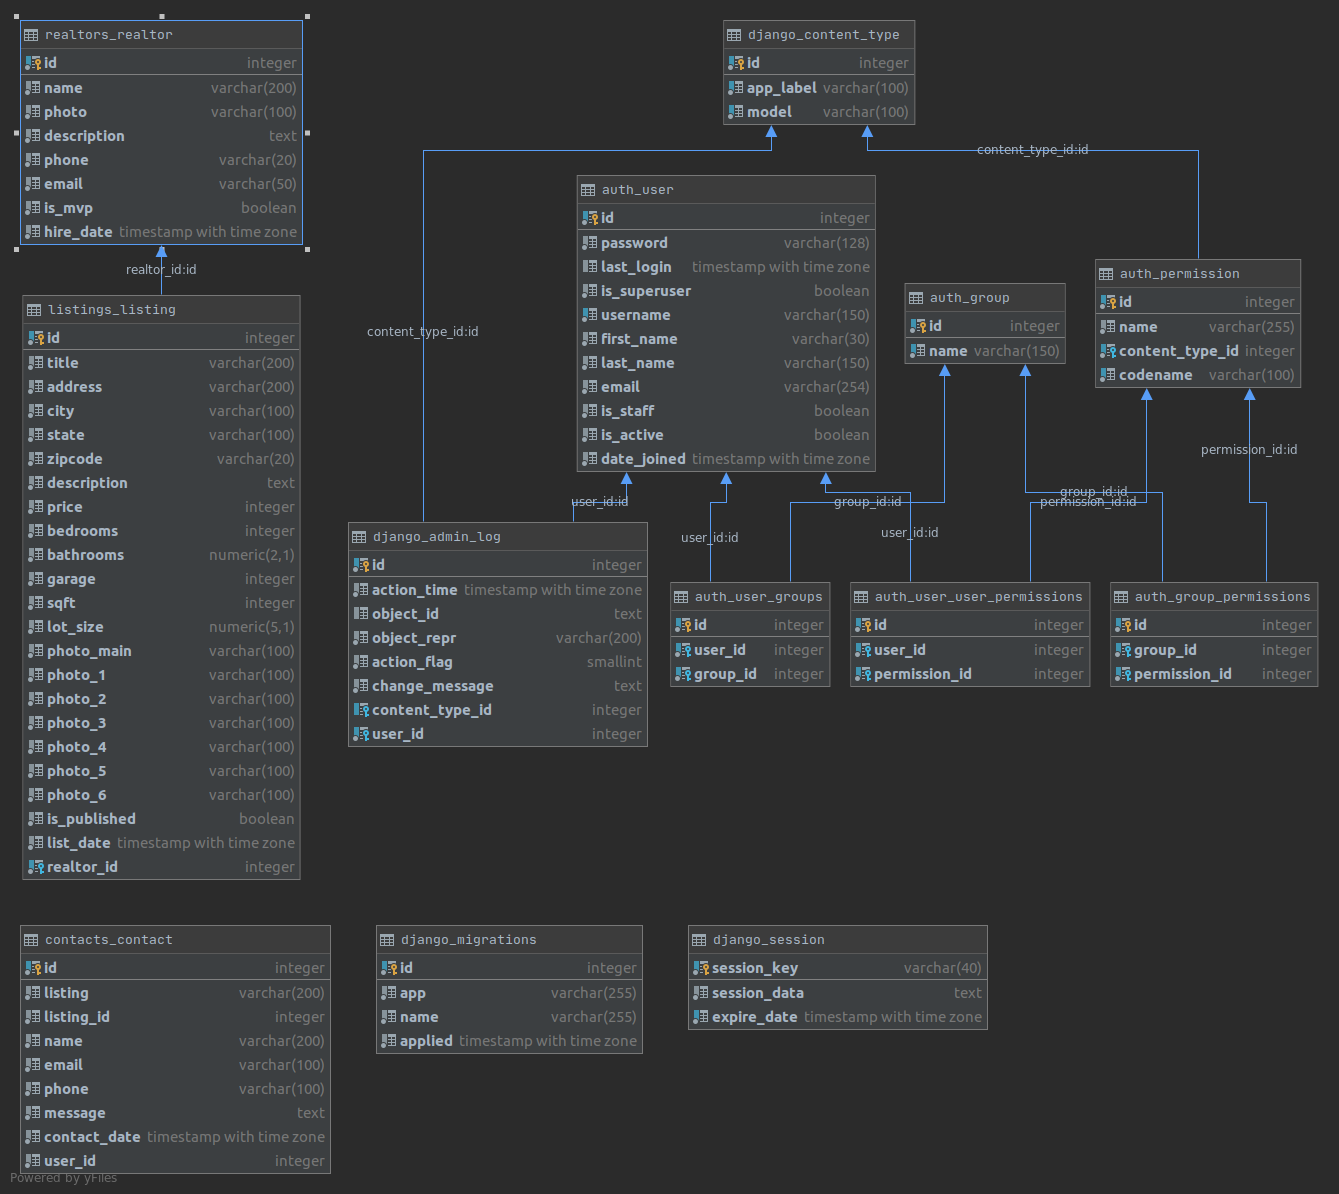 realtors_realtor
id integer
name varchar(200)
photo varchar(100)
description text
phone varchar(20)
email varchar(50)
is_mvp boolean
hire_date timestamp with time zone
realtor_id:id
listings_listing
id integer
title varchar(200)
address varchar(200)
city varchar(100)
state varchar(100)
zipcode varchar(20)
description text
price integer
bedrooms integer
bathrooms numeric(2,1)
garage integer
sqft integer
lot_size numeric(5,1)
photo_main varchar(100)
photo_1 varchar(100)
photo_2 varchar(100)
photo_3 varchar(100)
photo_4 varchar(100)
photo_5 varchar(100)
photo_6 varchar(100)
is_published boolean
list_date timestamp with time zone
realtor_id integer
django_content_type
id integer
app_label varchar(100)
model varchar(100)
content_type_id:id
content_type_id:id
auth_user
id integer
password varchar(128)
last_login timestamp with time zone
is_superuser boolean
username varchar(150)
first_name varchar(30)
last_name varchar(150)
email varchar(254)
is_staff boolean
is_active boolean
date_joined timestamp with time zone
auth_group
id integer
name varchar(150)
auth_permission
id integer
name varchar(255)
content_type_id integer
codename varchar(100)
permission_id:id
user_id:id
group_id:id
group_id:id
permission_id:id
user_id:id
user_id:id
django_admin_log
id integer
action_time timestamp with time zone
object_id text
object_repr varchar(200)
action_flag smallint
change_message text
content_type_id integer
user_id integer
auth_user_groups
id integer
user_id integer
group_id integer
auth_user_user_permissions
id integer
user_id integer
permission_id integer
auth_group_permissions
id integer
group_id integer
permission_id integer
contacts_contact
id integer
listing varchar(200)
listing_id integer
name varchar(200)
email varchar(100)
phone varchar(100)
message text
contact_date timestamp with time zone
user_id integer
django_migrations
id integer
app varchar(255)
name varchar(255)
applied timestamp with time zone
django_session
session_key varchar(40)
session_data text
expire_date timestamp with time zone
Powered by yFiles